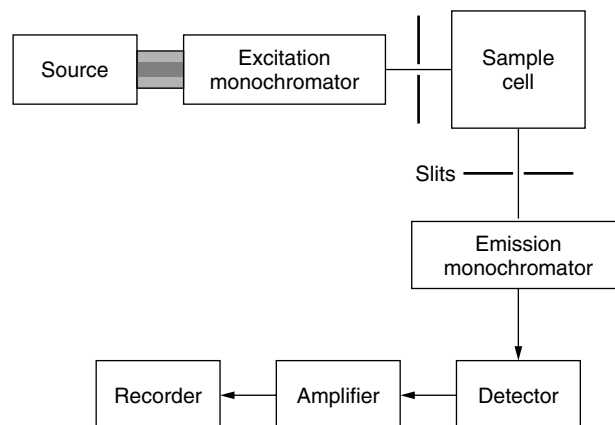 Source
Excitation
monochromator
Sample
cell
Slits
Emission
monochromator
Recorder
Amplifier
Detector